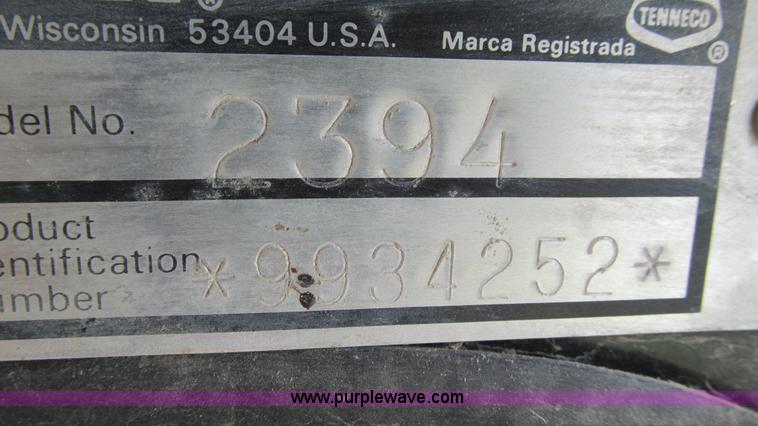 ®
Wisconsin 53404 U.S.A. Marca Registrada TENNECO ®
del No. 2394
oduct
entification *9934252*
umber
www.purplewave.com